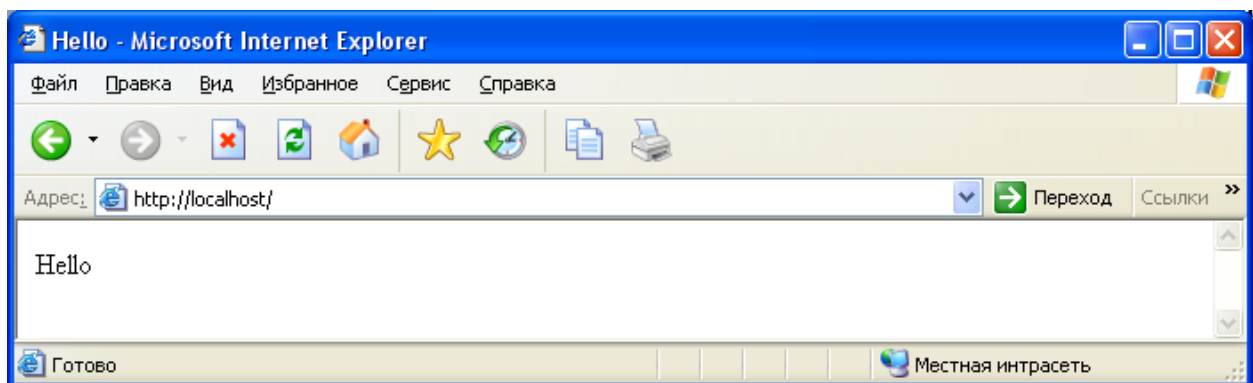 Hello - Microsoft Internet Explorer
Файл Правка Вид Избранное Сервис Справка
Адрес: http://localhost/ Переход Ссылки »
Hello
Готово Местная интрасеть